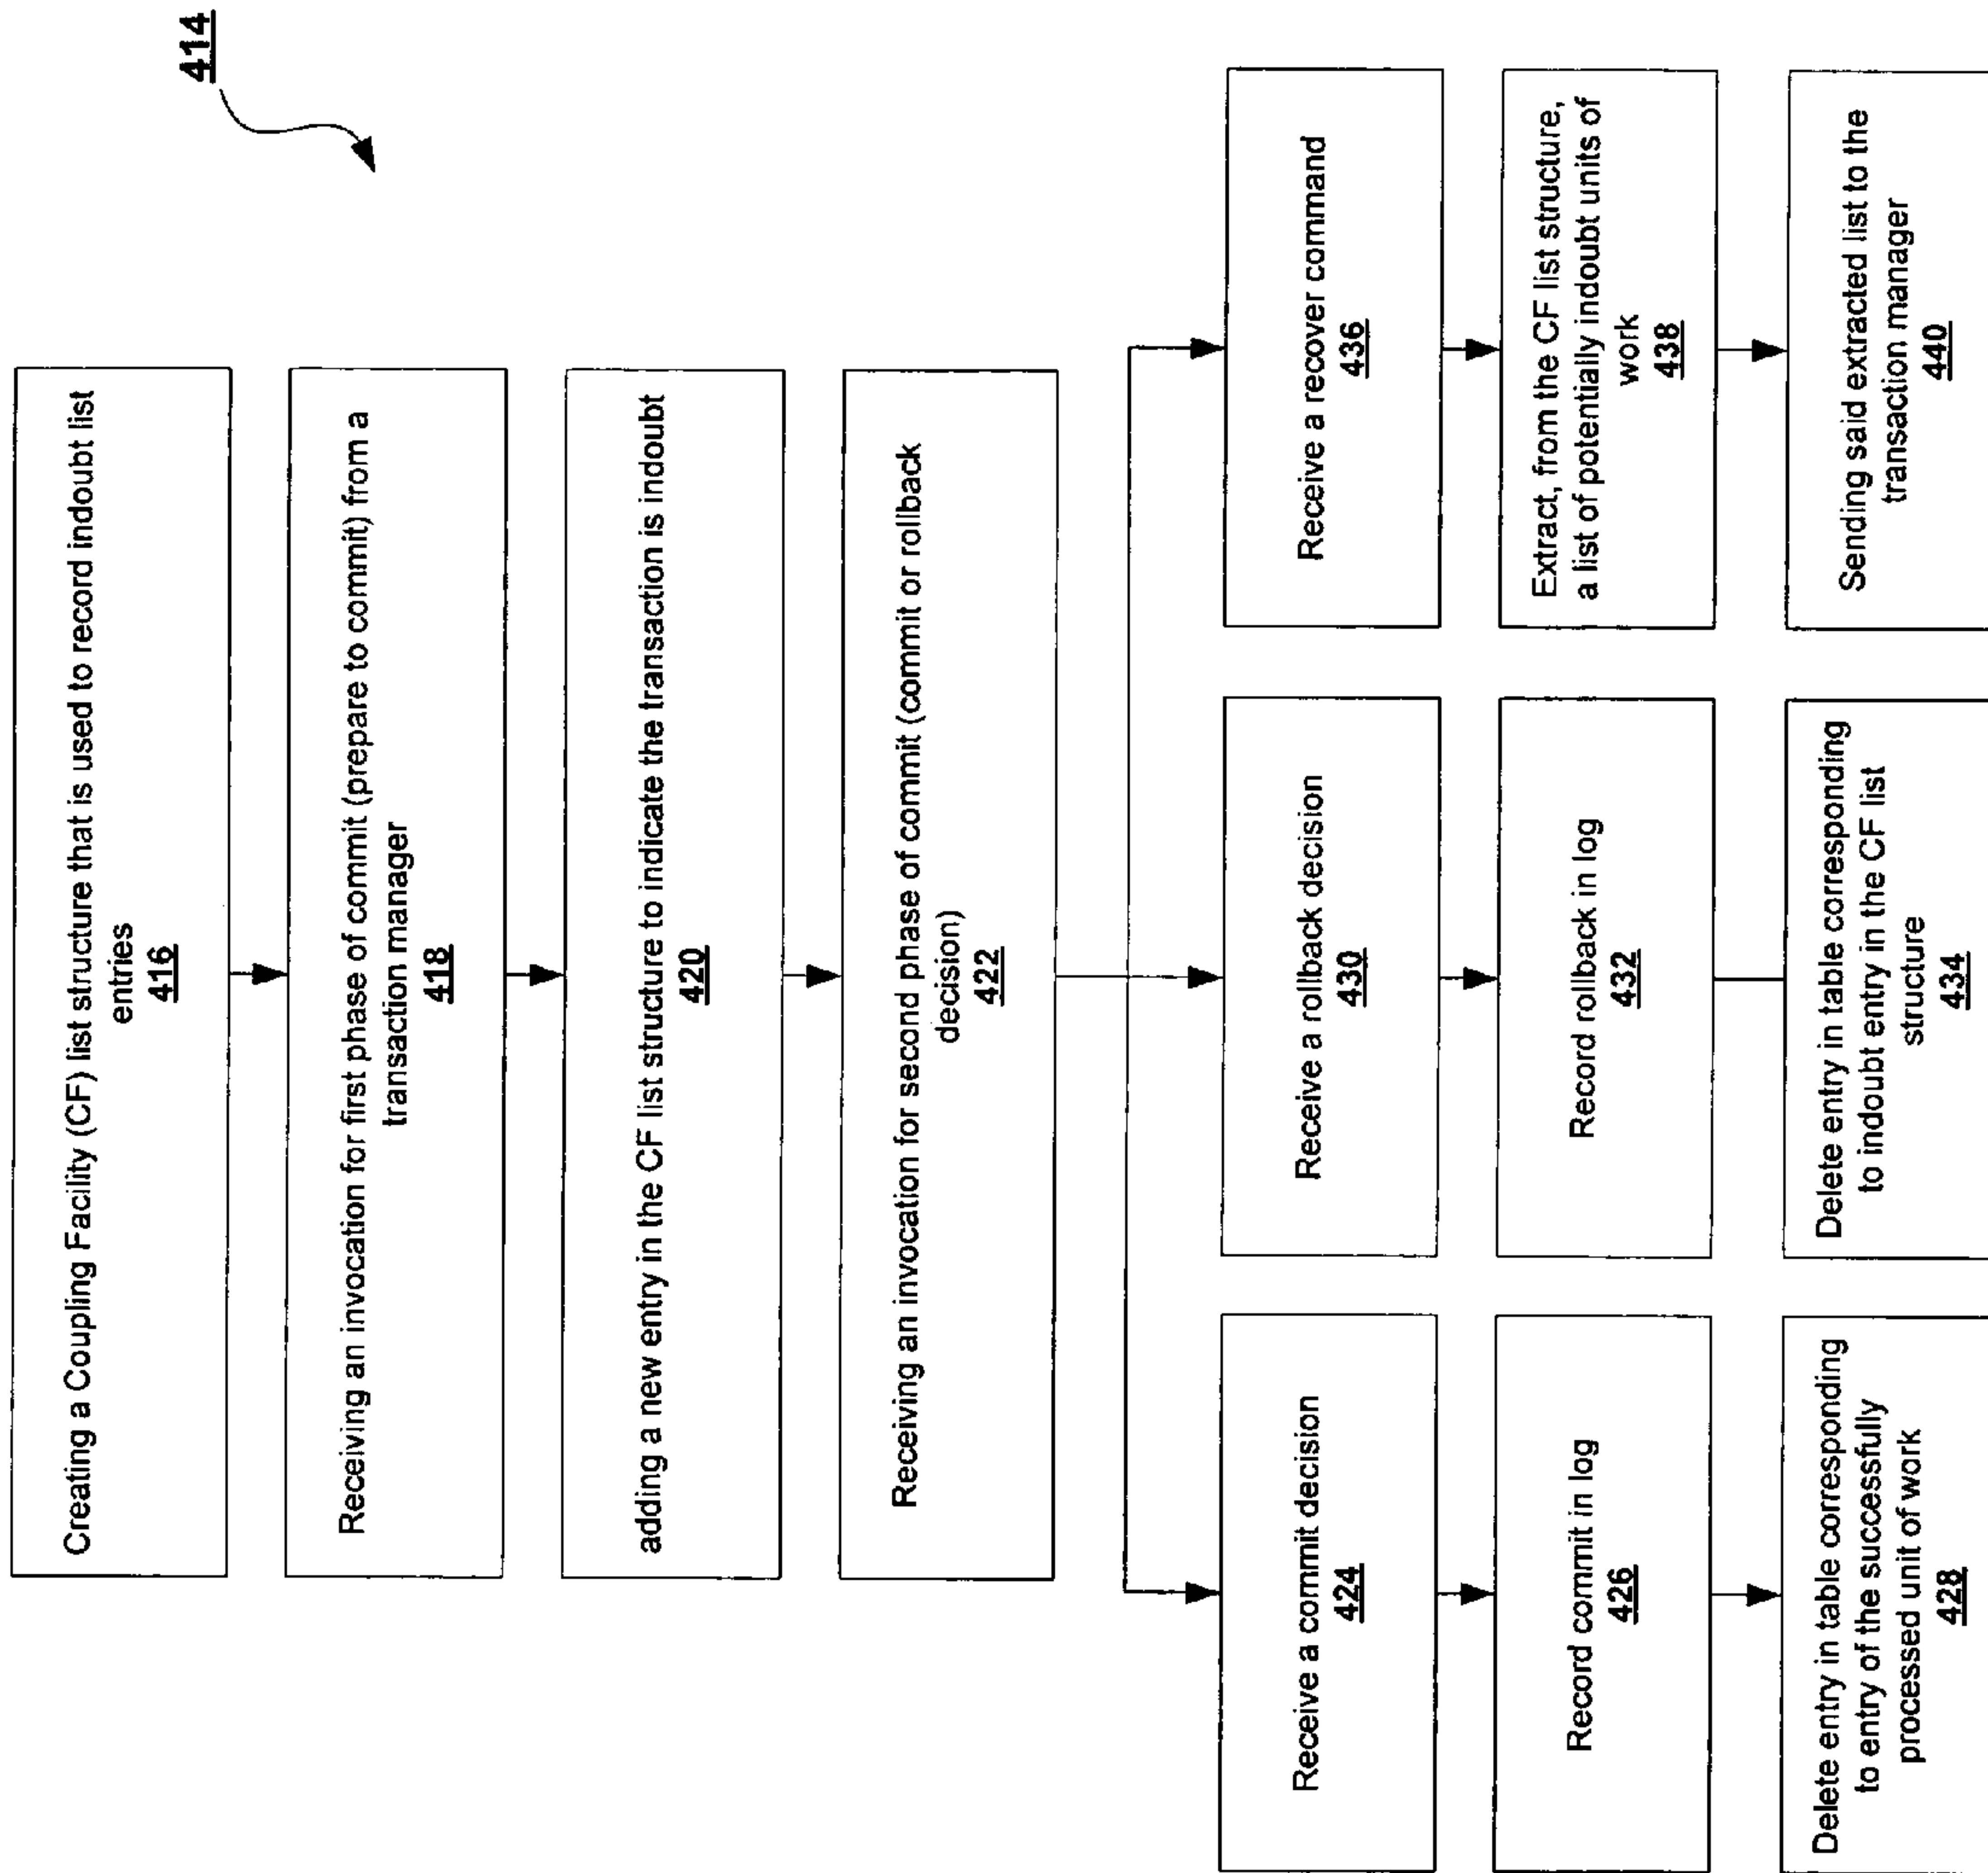 414
Creating a Coupling Facility (CF) list structure that is used to record indoubt list
entries
416
Receiving an invocation for first phase of commit (prepare to commit) from a
transaction manager
418
adding a new entry in the CF list structure to indicate the transaction is indoubt
420
Receiving an invocation for second phase of commit (commit or rollback
decision)
422
Receive a commit decision
424
Record commit in log
426
Delete entry in table corresponding
to entry of the successfully
processed unit of work
428
Receive a rollback decision
430
Record rollback in log
432
Delete entry in table corresponding
to indoubt entry in the CF list
structure
434
Receive a recover command
436
Extract, from the CF list structure,
a list of potentially indoubt units of
work
438
Sending said extracted list to the
transaction manager
440